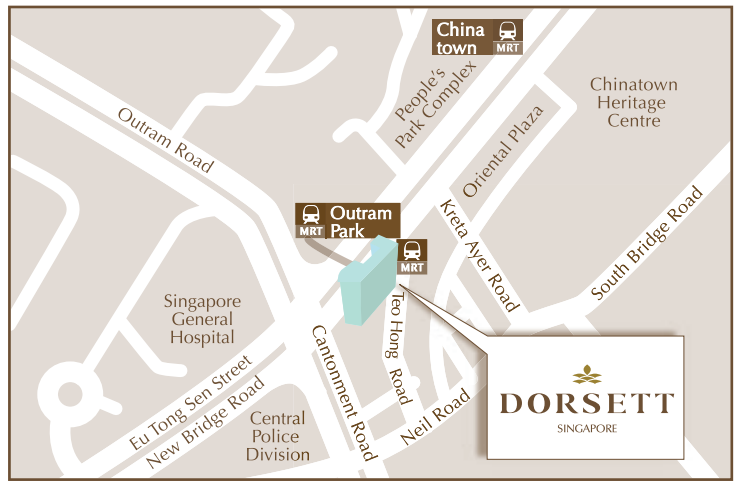 China
town
MRT
People's
Park Complex
Chinatown
Heritage
Centre
Outram Road
Oriental Plaza
Outram
Park
MRT
MRT
Kreta Ayer Road
South Bridge Road
Singapore
General
Hospital
Teo Hong Road
Cantonment Road
Eu Tong Sen Street
New Bridge Road
Neil Road
Central
Police
Division
DORSETT
SINGAPORE